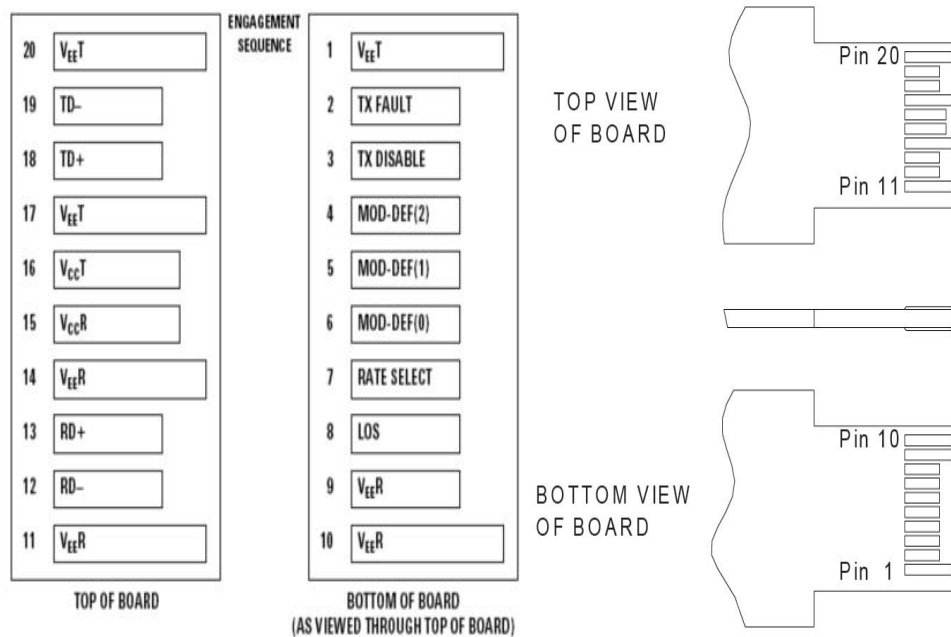 ENGAGEMENT
SEQUENCE
20 VEET
19 TD–
18 TD+
17 VEET
16 VCCT
15 VCCR
14 VEER
13 RD+
12 RD–
11 VEER
TOP OF BOARD
1 VEET
2 TX FAULT
3 TX DISABLE
4 MOD-DEF(2)
5 MOD-DEF(1)
6 MOD-DEF(0)
7 RATE SELECT
8 LOS
9 VEER
10 VEER
BOTTOM OF BOARD
(AS VIEWED THROUGH TOP OF BOARD)
TOP VIEW
OF BOARD
Pin 20
Pin 11
BOTTOM VIEW
OF BOARD
Pin 10
Pin 1